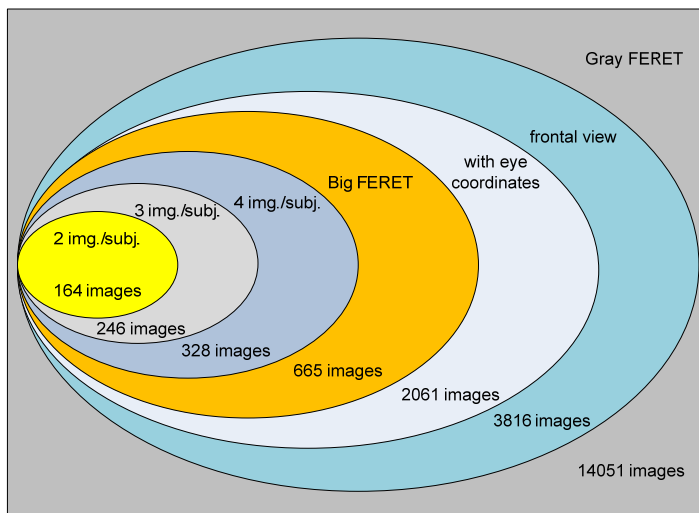 Gray FERET
frontal view
with eye
coordinates
Big FERET
4 img./subj.
3 img./subj.
2 img./subj.
164 images
246 images
328 images
665 images
2061 images
3816 images
14051 images